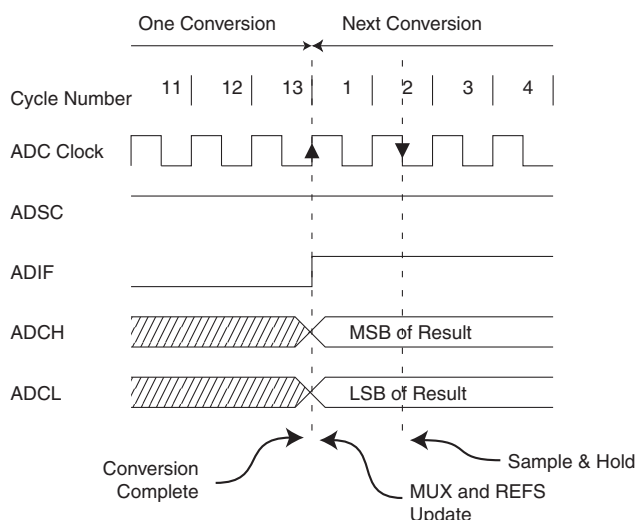 One Conversion Next Conversion
Cycle Number 11 12 13 1 2 3 4
ADC Clock
ADSC
ADIF
ADCH MSB of Result
ADCL LSB of Result
Conversion
Complete
MUX and REFS
Update
Sample & Hold